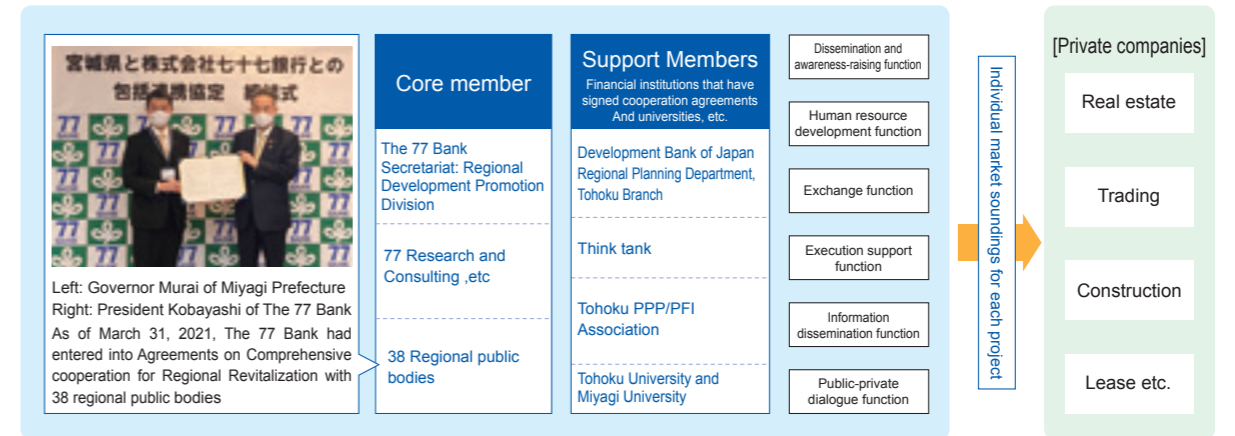 宮城県と株式会社七十七銀行との
包括連携協定 締結式
77
BANK
Left: Governor Murai of Miyagi Prefecture
Right: President Kobayashi of The 77 Bank
As of March 31, 2021, The 77 Bank had
entered into Agreements on Comprehensive
cooperation for Regional Revitalization with
38 regional public bodies
Core member
The 77 Bank
Secretariat: Regional
Development Promotion
Division
77 Research and
Consulting ,etc
38 Regional public
bodies
Support Members
Financial institutions that have
signed cooperation agreements
And universities, etc.
Development Bank of Japan
Regional Planning Department,
Tohoku Branch
Think tank
Tohoku PPP/PFI
Association
Tohoku University and
Miyagi University
Dissemination and
awareness-raising function
Human resource
development function
Exchange function
Execution support
function
Information
dissemination function
Public-private
dialogue function
Individual market soundings for each project
[Private companies]
Real estate
Trading
Construction
Lease etc.